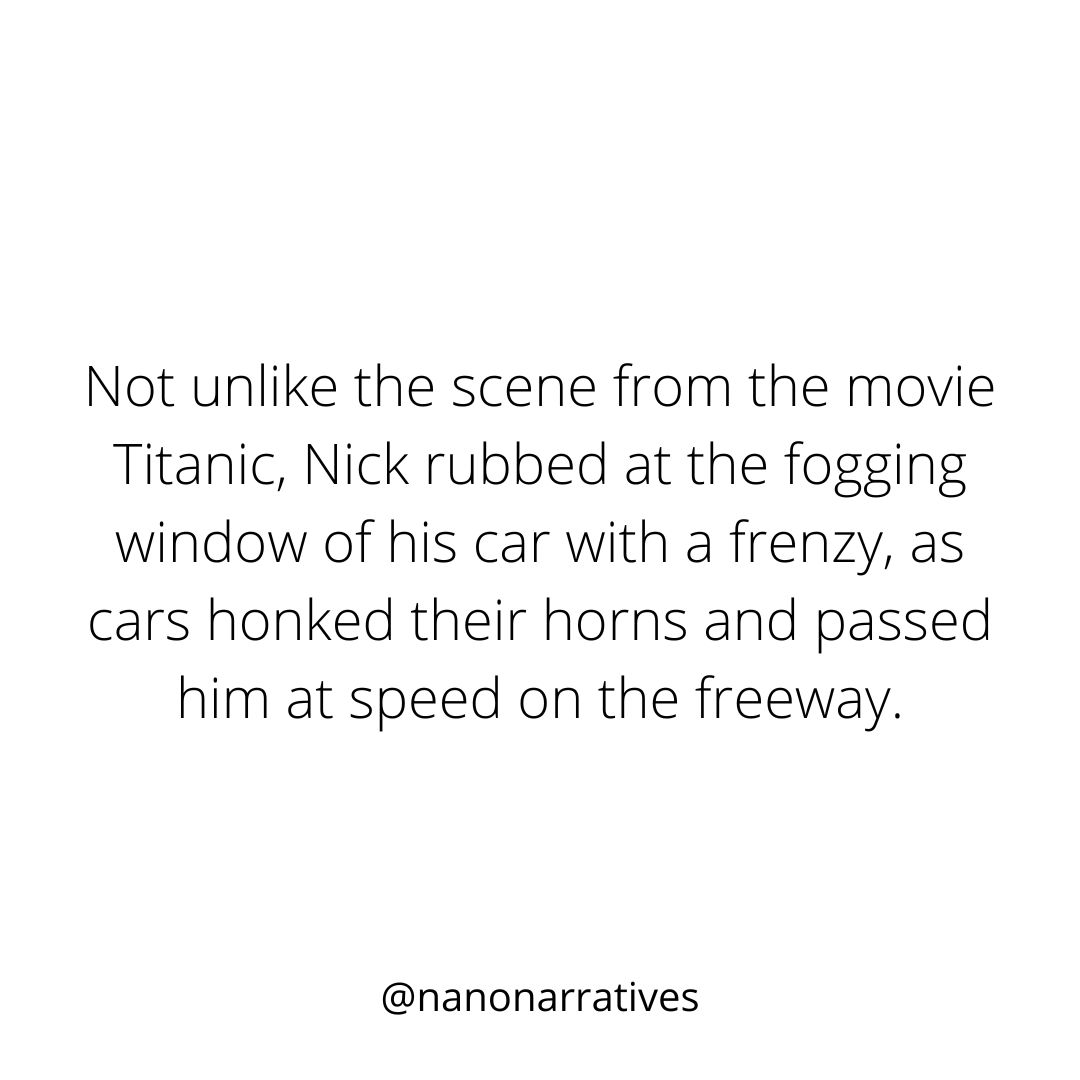 Not unlike the scene from the movie
Titanic, Nick rubbed at the fogging
window of his car with a frenzy, as
cars honked their horns and passed
him at speed on the freeway.
@nanonarratives